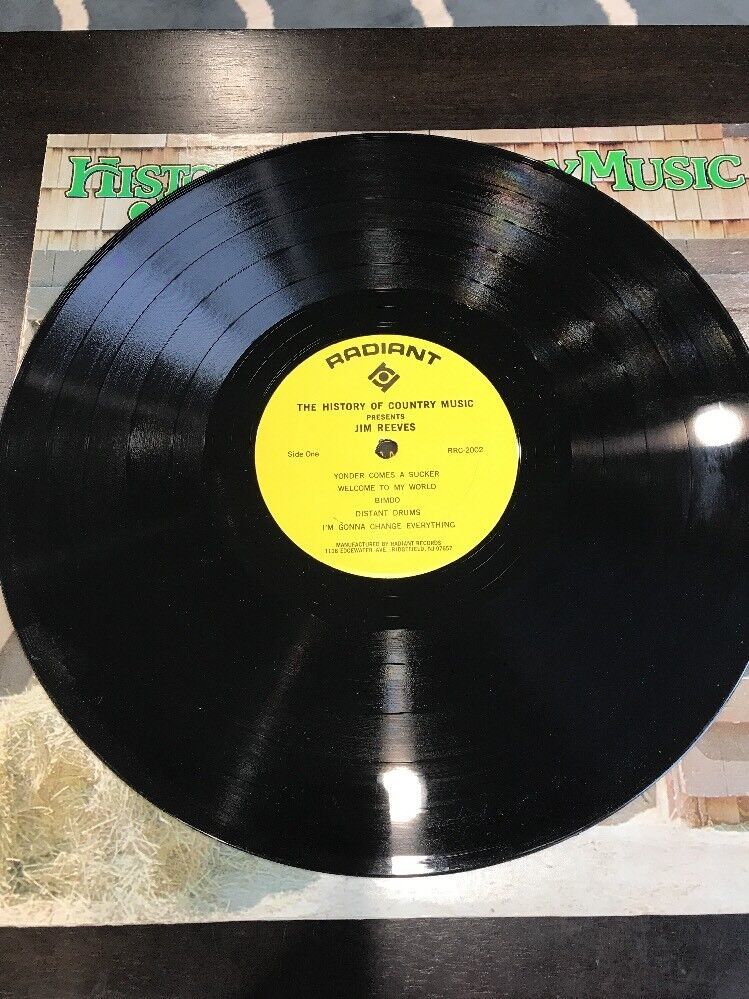 HIST
Y MUSIC
RADIANT
THE HISTORY OF COUNTRY MUSIC
PRESENTS
JIM REEVES
Side One RRC-2002
YONDER COMES A SUCKER
WELCOME TO MY WORLD
BIMBO
DISTANT DRUMS
I'M GONNA CHANGE EVERYTHING
MANUFACTURED BY RADIANT RECORDS
1136 EDGEWATER AVE., RIDGEFIELD, NJ 07657